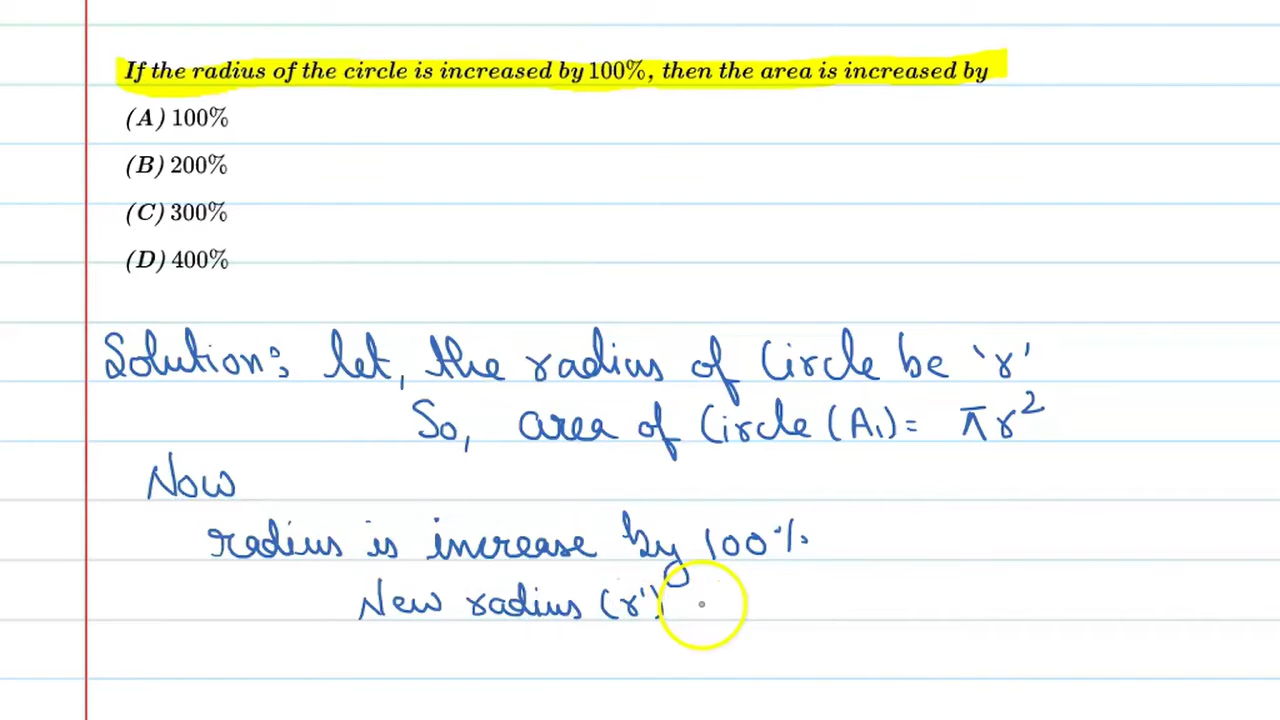 If the radius of the circle is increased by 100%, then the area is increased by
(A) 100%
(B) 200%
(C) 300%
(D) 400%
Solution: let, the radius of Circle be 'r'
So, area of Circle (A₁) = πr²
Now
radius is increase by 100%
New radius (r')